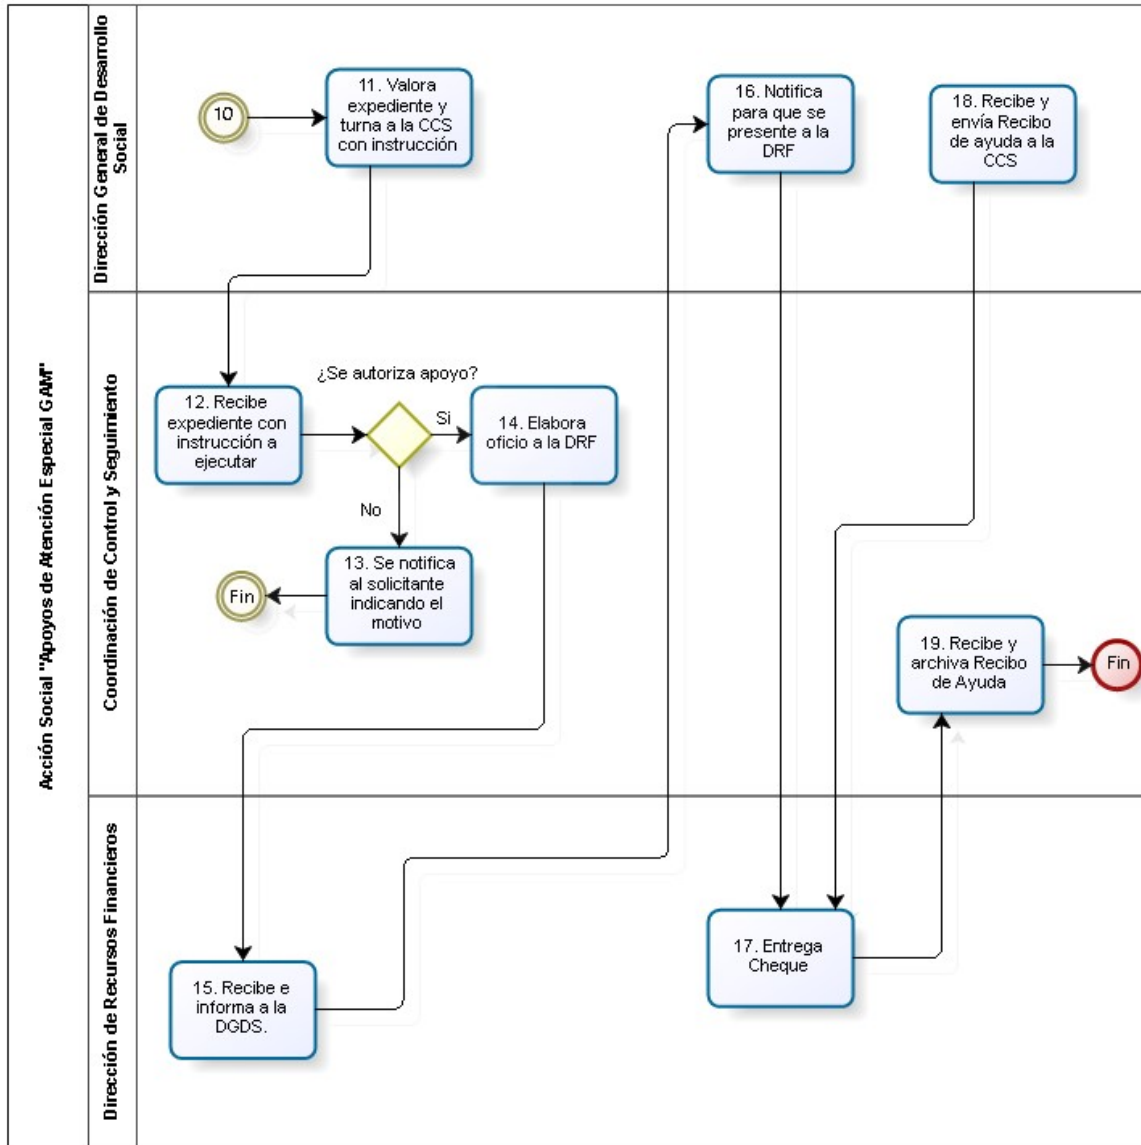 Acción Social "Apoyos de Atención Especial GAM"
Dirección General de Desarrollo
Social
10
11. Valora
expediente y
turna a la CCS
con instrucción
16. Notifica
para que se
presente a la
DRF
18. Recibe y
envía Recibo
de ayuda a la
CCS
Coordinación de Control y Seguimiento
12. Recibe
expediente con
instrucción a
ejecutar
¿Se autoriza apoyo?
Si
14. Elabora
oficio a la DRF
No
13. Se notifica
al solicitante
indicando el
motivo
Fin
19. Recibe y
archiva Recibo
de Ayuda
Fin
Dirección de Recursos Financieros
15. Recibe e
informa a la
DGDS.
17. Entrega
Cheque